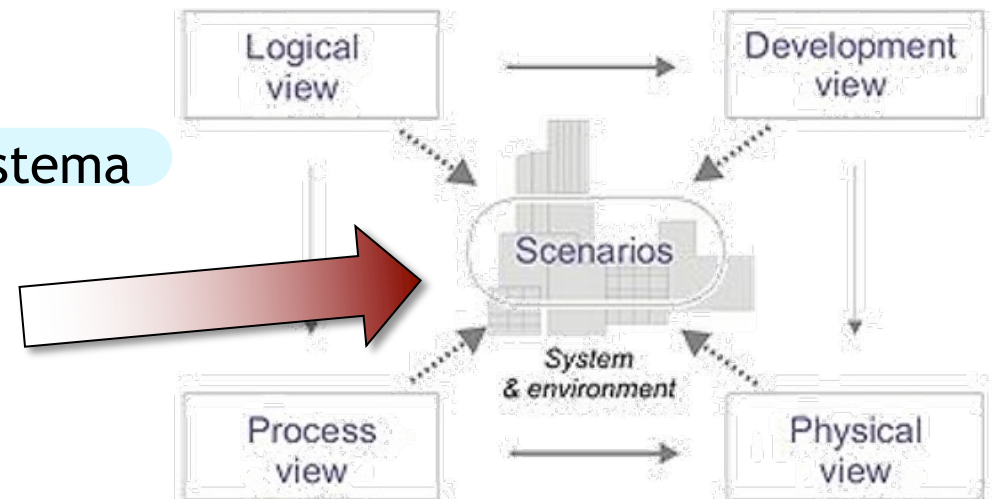 Logical
view
Development
view
stema
Scenarios
System
& environment
Process
view
Physical
view